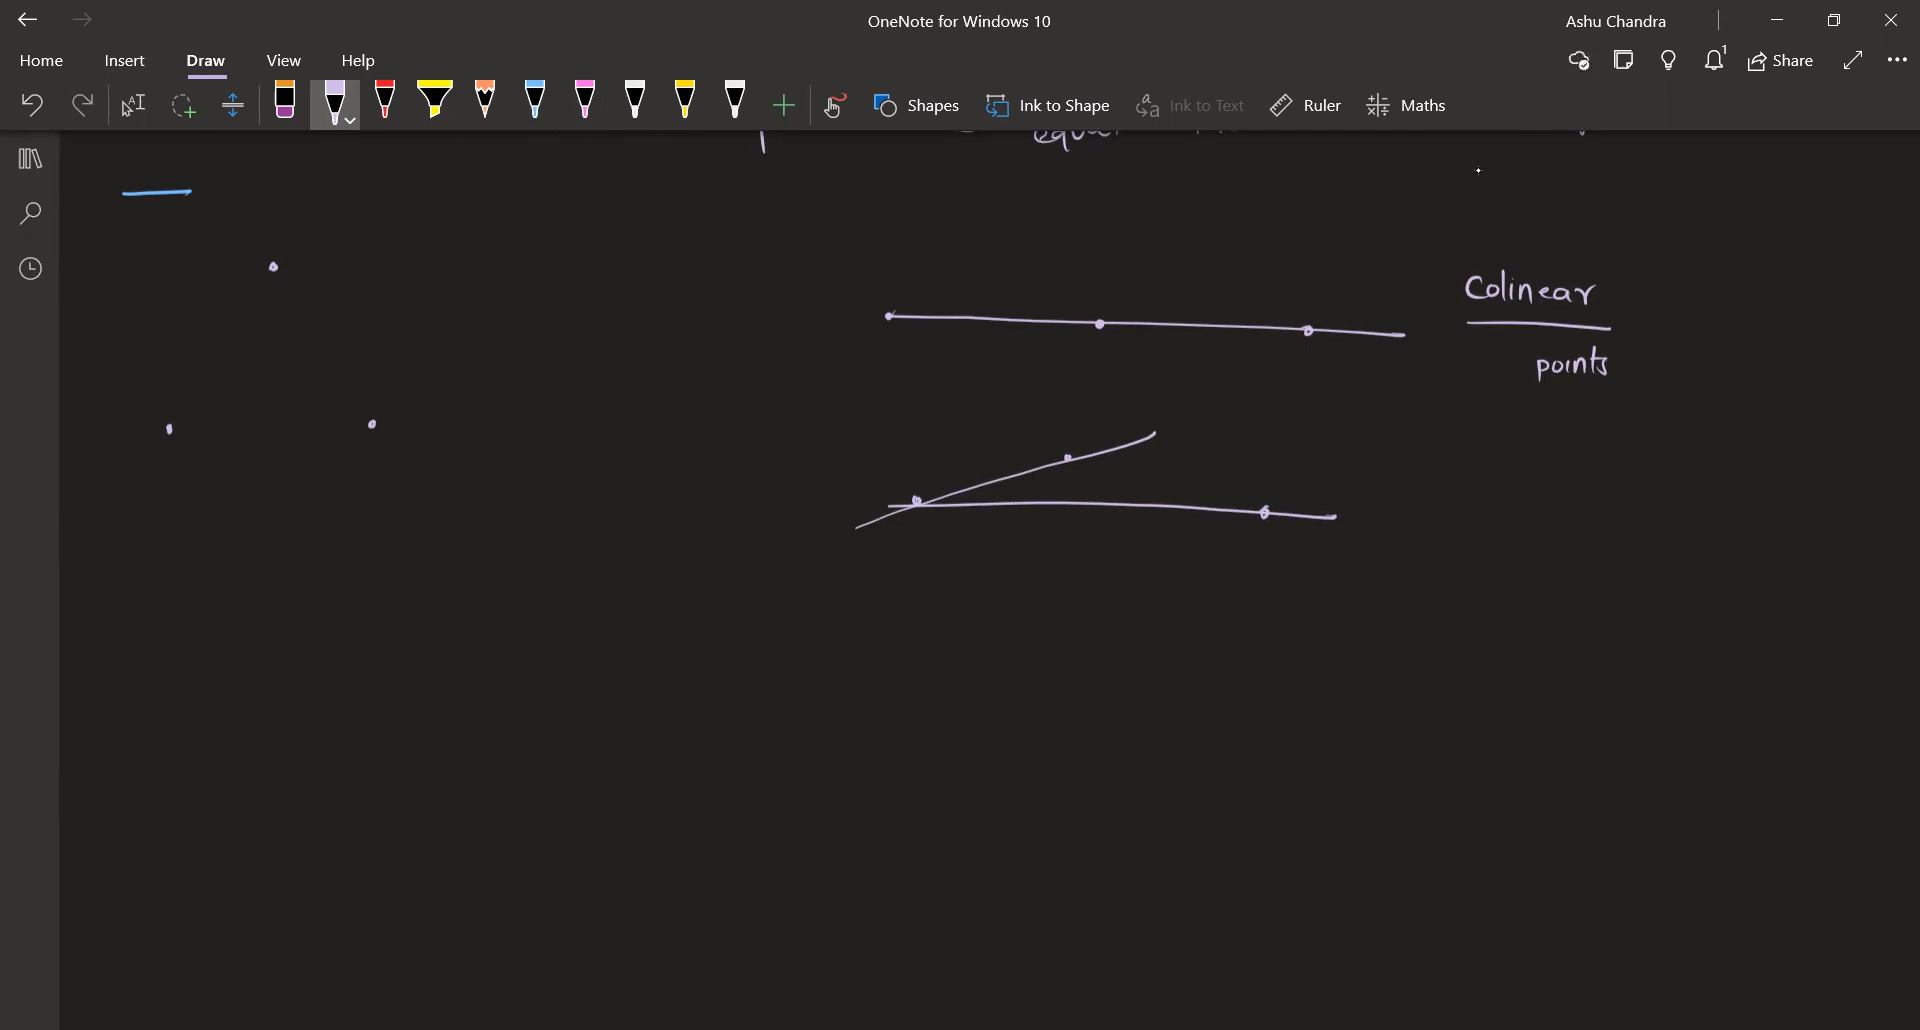 OneNote for Windows 10
Ashu Chandra
Home
Insert
Draw
View
Help
1
Share
Shapes
Ink to Shape
Ink to Text
Ruler
Maths
Colinear
points